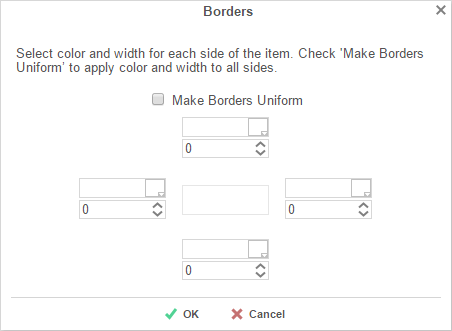 Borders
Select color and width for each side of the item. Check 'Make Borders
Uniform' to apply color and width to all sides.
Make Borders Uniform
0
0
0
0
OK Cancel